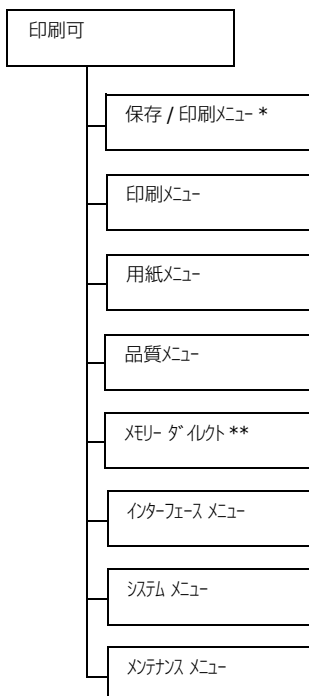 印刷可
保存 / 印刷ﾒﾆｭｰ *
印刷ﾒﾆｭｰ
用紙ﾒﾆｭｰ
品質ﾒﾆｭｰ
ﾒﾓﾘｰ ﾀﾞｲﾚｸﾄ **
ｲﾝﾀｰﾌｪｰｽ ﾒﾆｭｰ
ｼｽﾃﾑ ﾒﾆｭｰ
ﾒﾝﾃﾅﾝｽ ﾒﾆｭｰ